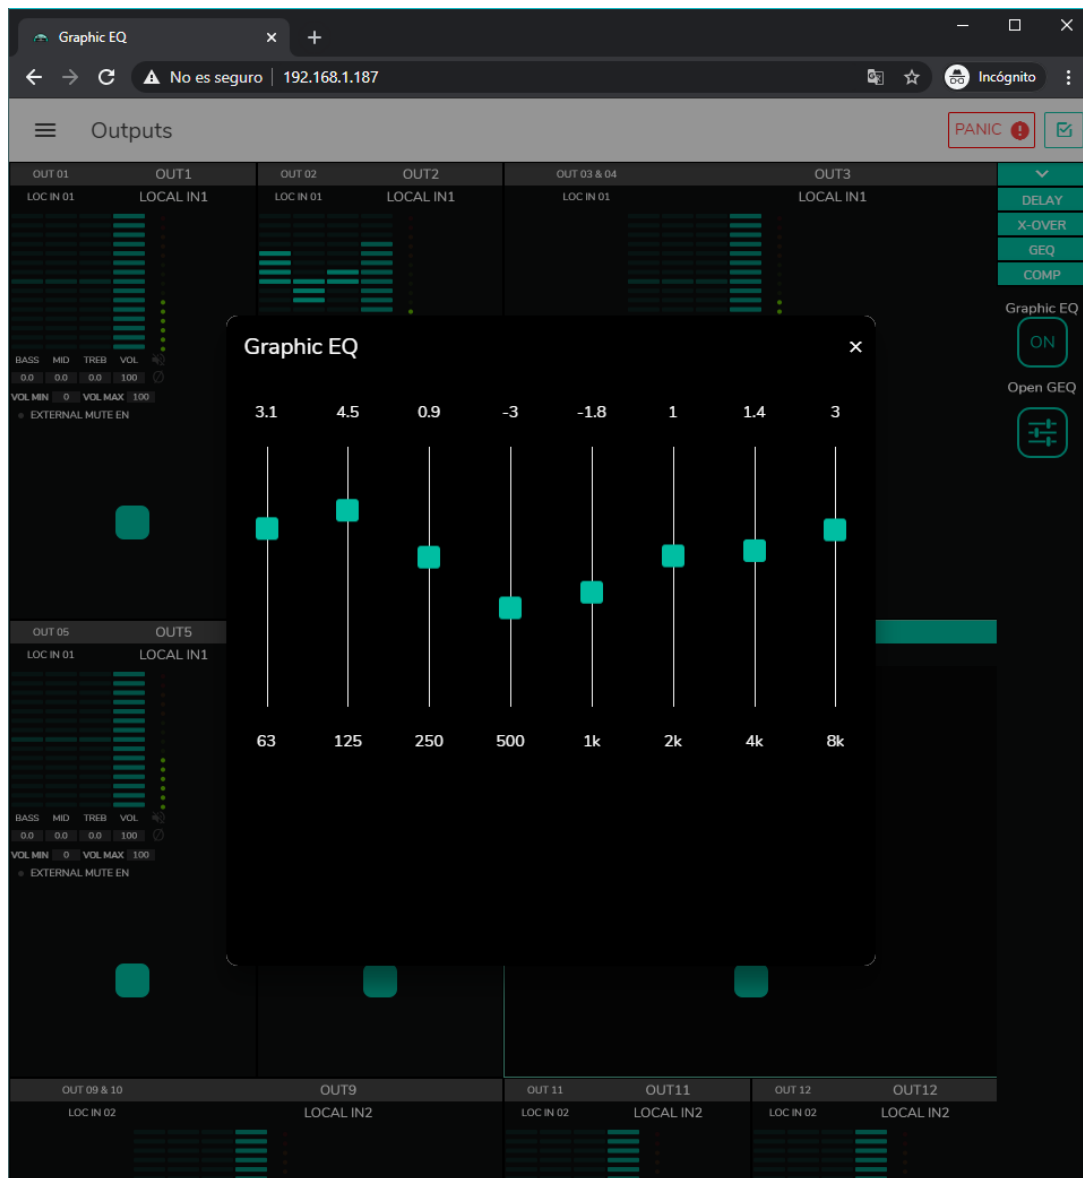 Graphic EQ
No es seguro | 192.168.1.187
Incógnito
Outputs
PANIC
OUT 01 OUT1 OUT 02 OUT2 OUT 03 & 04 OUT3
LOC IN 01 LOCAL IN1 LOC IN 01 LOCAL IN1 LOC IN 01 LOCAL IN1
DELAY
X-OVER
GEQ
COMP
Graphic EQ
ON
Open GEQ
BASS MID TREB VOL
0.0 0.0 0.0 100
VOL MIN 0 VOL MAX 100
EXTERNAL MUTE EN
Graphic EQ
3.1 4.5 0.9 -3 -1.8 1 1.4 3
63 125 250 500 1k 2k 4k 8k
OUT 05 OUT5
LOC IN 01 LOCAL IN1
BASS MID TREB VOL
0.0 0.0 0.0 100
VOL MIN 0 VOL MAX 100
EXTERNAL MUTE EN
OUT 09 & 10 OUT9 OUT 11 OUT11 OUT 12 OUT12
LOC IN 02 LOCAL IN2 LOC IN 02 LOCAL IN2 LOC IN 02 LOCAL IN2